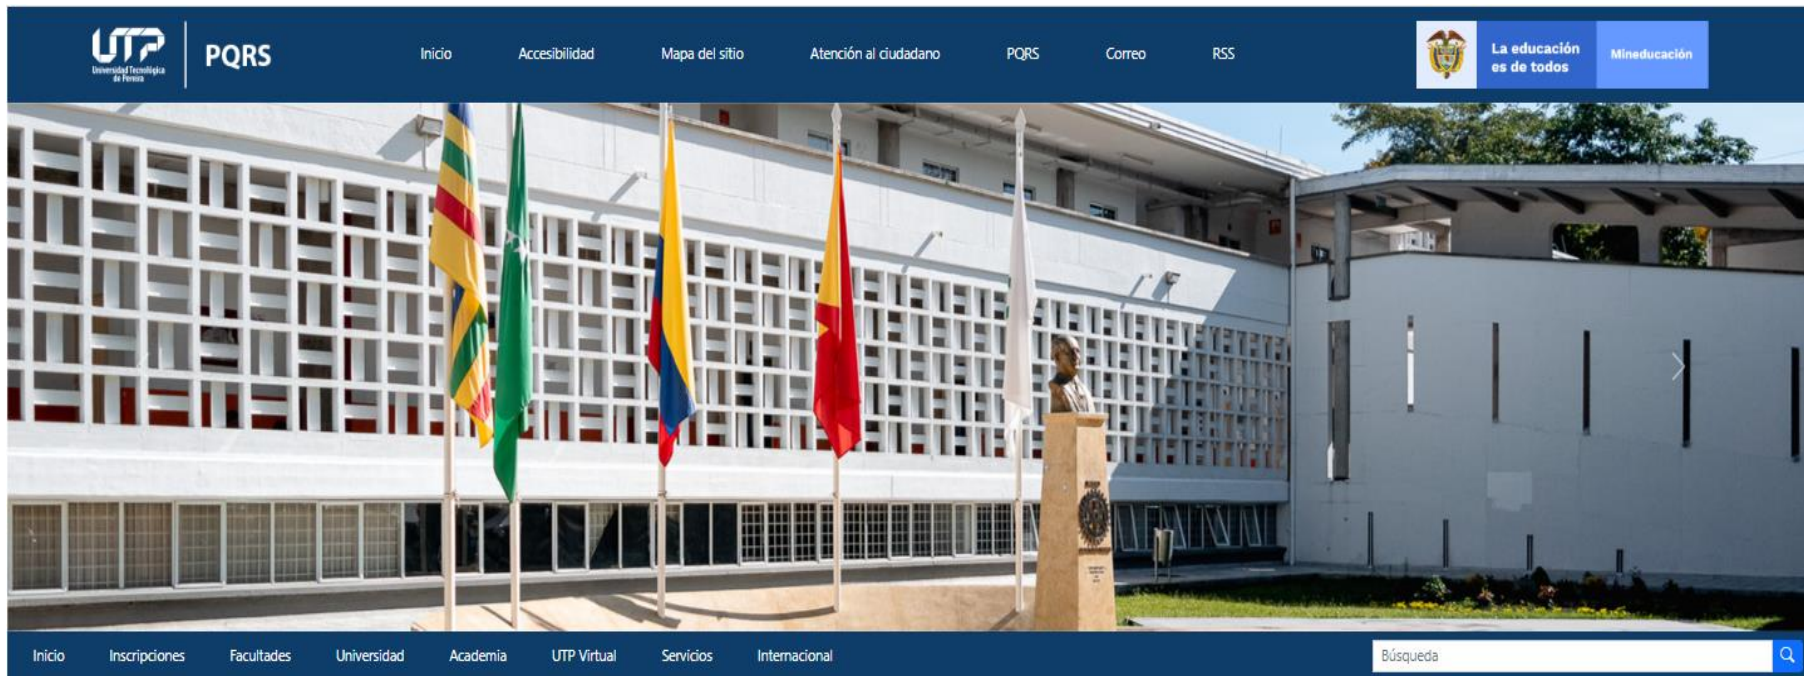 UTP
Universidad Tecnológica
de Pereira
PQRS
Inicio
Accesibilidad
Mapa del sitio
Atención al ciudadano
PQRS
Correo
RSS
La educación
es de todos
Mineducación
Inicio
Inscripciones
Facultades
Universidad
Academia
UTP Virtual
Servicios
Internacional
Búsqueda